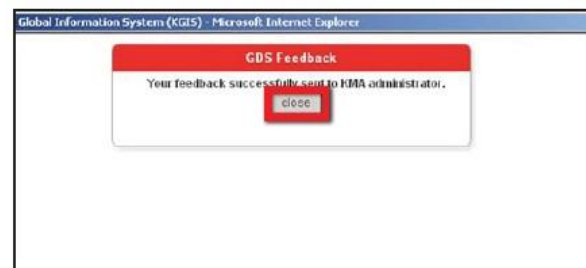 Global Information System (KGIS) - Microsoft Internet Explorer
GDS Feedback
Your feedback successfully sent to KMA administrator.
close